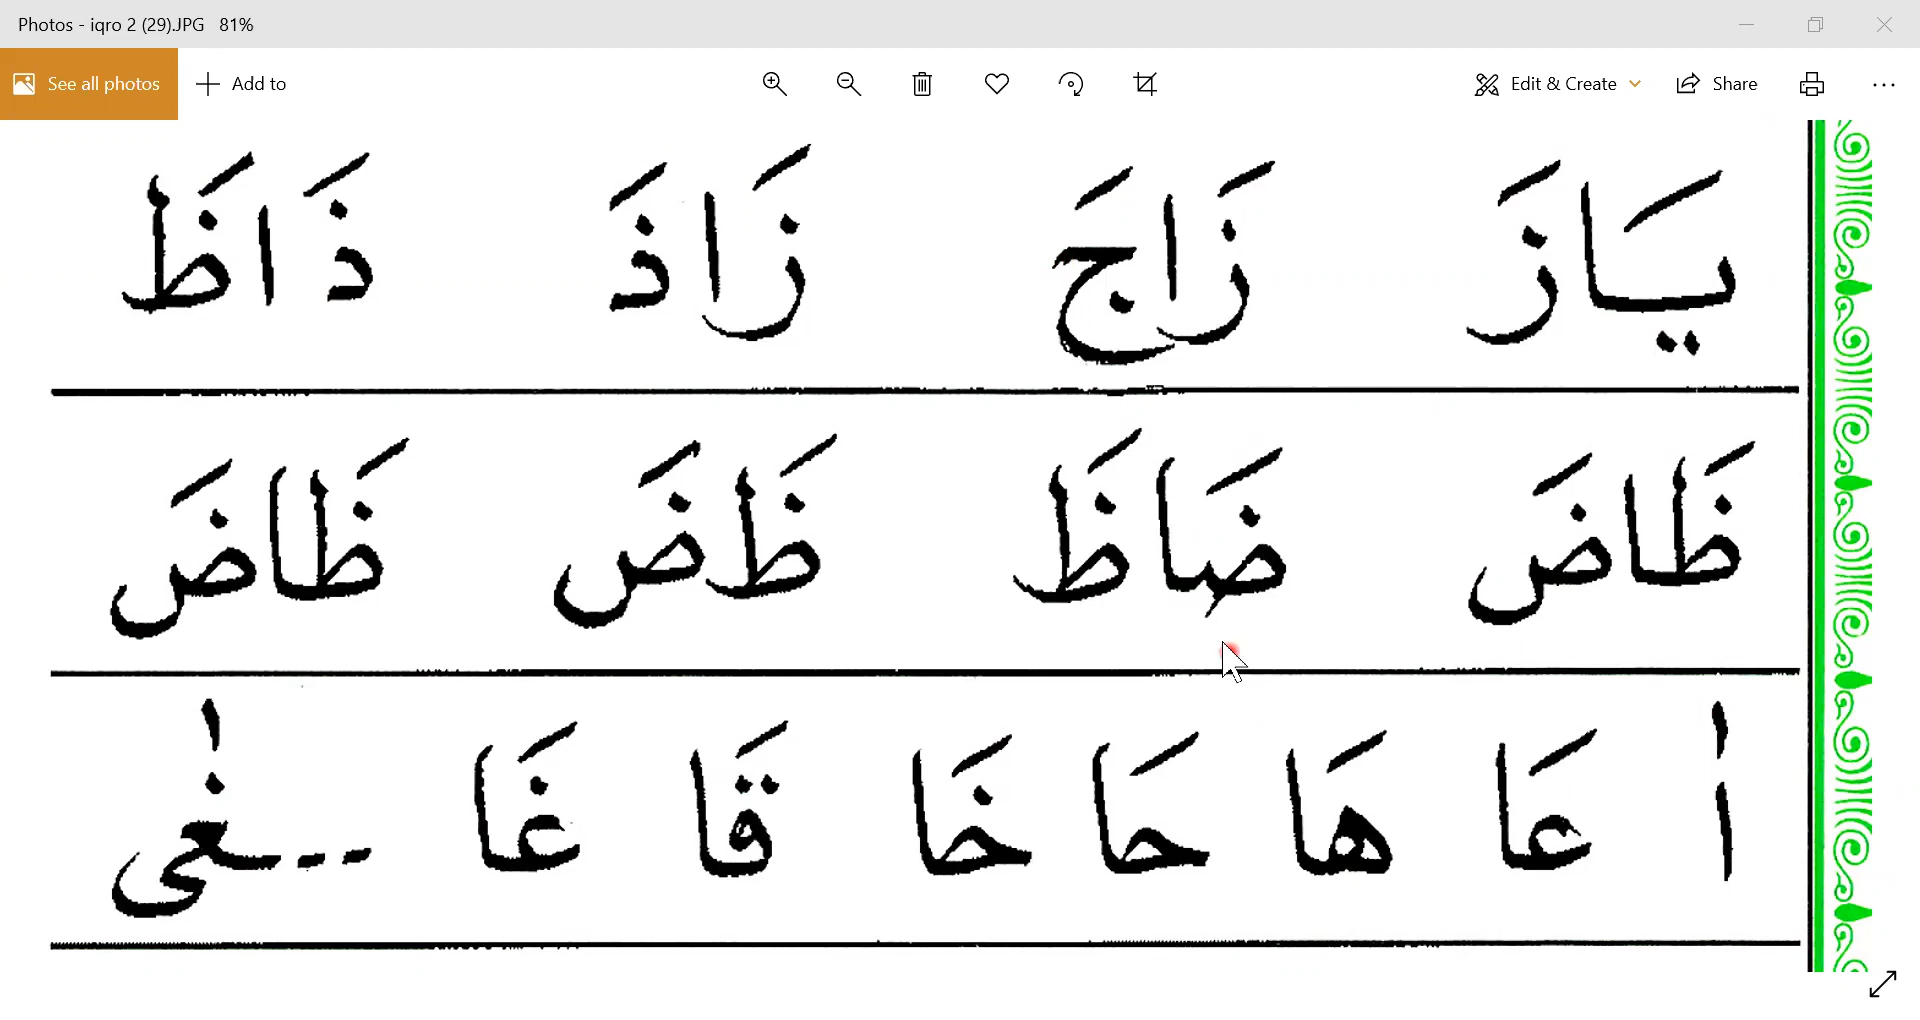 Photos - iqro 2 (29).JPG   81%
See all photos
Add to
Edit & Create
Share
يَازَ زَاجَ زَاذَ ذَاظَ
ظَاضَ ضَاظَ ظَضَ ظَاضَ
اٰ عَا هَا حَا خَا قَا غَا --غٰى